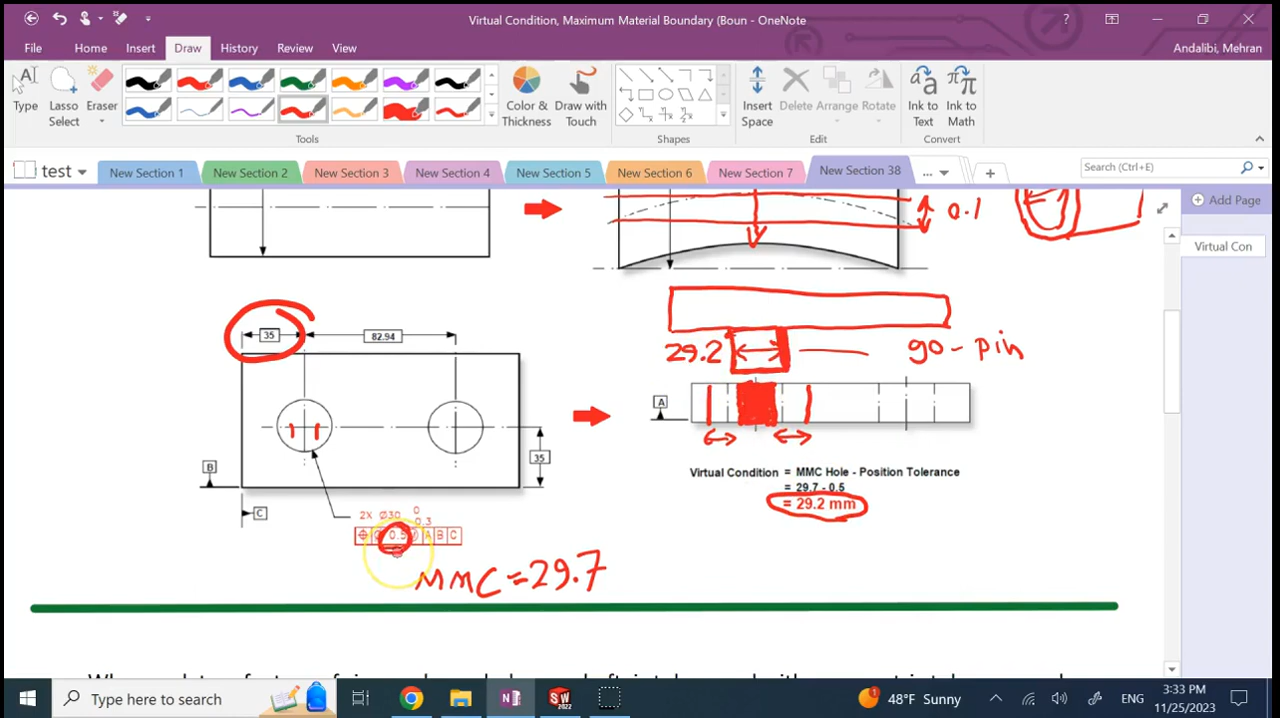 Virtual Condition, Maximum Material Boundary (Boun - OneNote
Andalibi, Mehran
File Home Insert Draw History Review View
Type
Lasso Select
Eraser
Color & Thickness
Draw with Touch
Insert Space
Delete
Arrange
Rotate
Ink to Text
Ink to Math
Tools
Shapes
Edit
Convert
test
New Section 1
New Section 2
New Section 3
New Section 4
New Section 5
New Section 6
New Section 7
New Section 38
...
Search (Ctrl+E)
Add Page
Virtual Con
0.1
35
82.94
29.2
go-pin
A
B
35
C
Virtual Condition = MMC Hole - Position Tolerance
= 29.7 - 0.5
= 29.2 mm
2X Ø30 0
0.3
0.5 A B C
MMC = 29.7
Type here to search
48°F Sunny
ENG
3:33 PM
11/25/2023